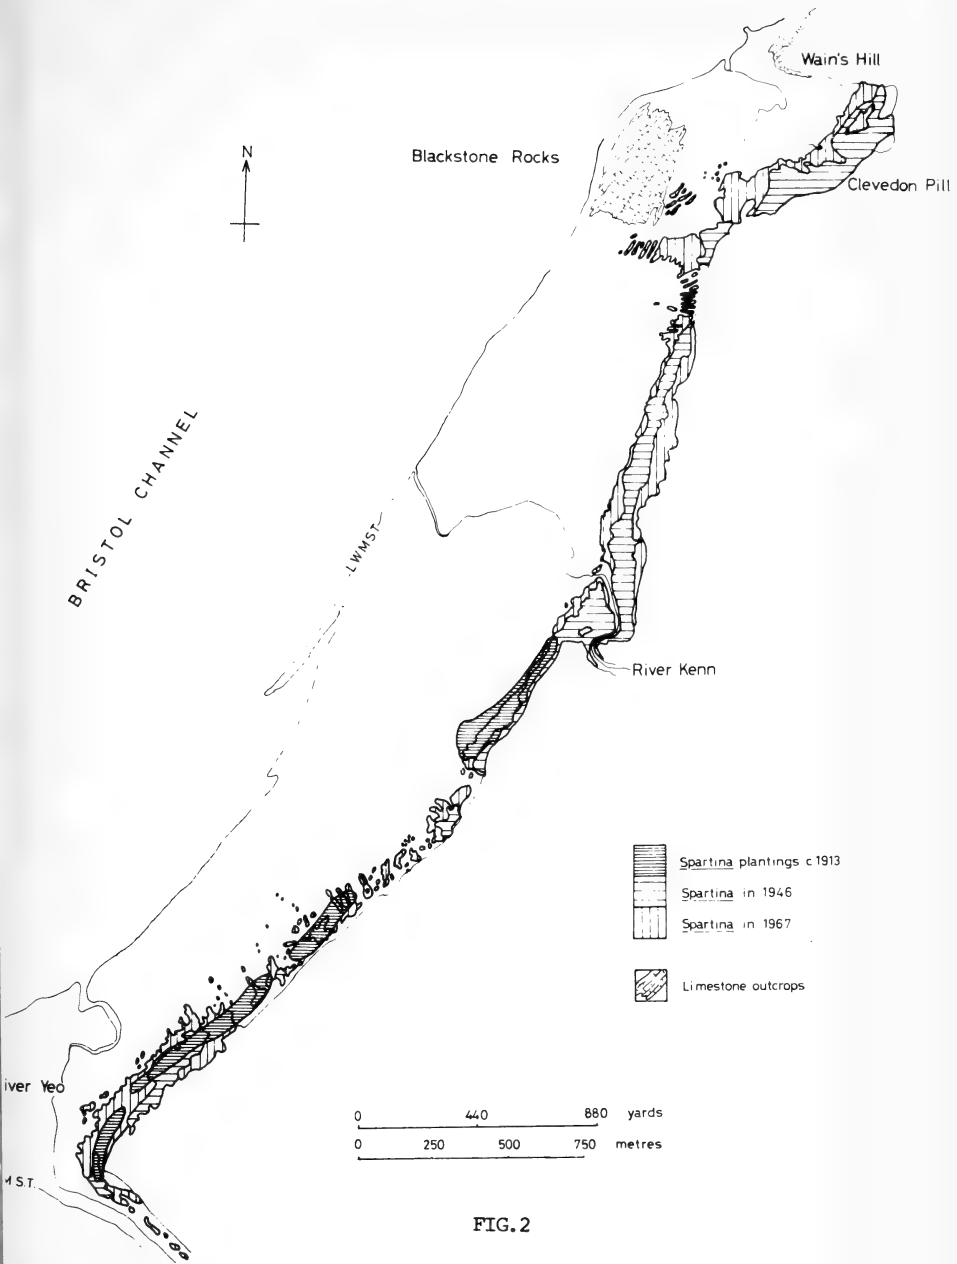 Wain's Hill
N
Blackstone Rocks
Clevedon Pill
BRISTOL CHANNEL
LWMST
River Kenn
Spartina plantings c1913
Spartina in 1946
Spartina in 1967
Limestone outcrops
iver Yeo
0 440 880 yards
0 250 500 750 metres
M S.T.
FIG.2